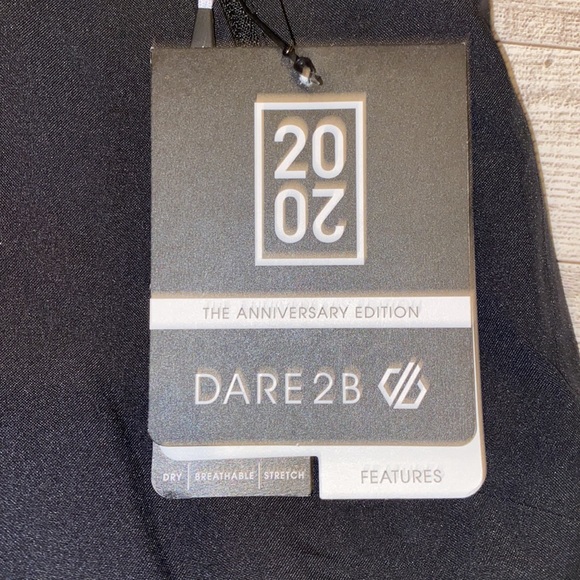 20
20
THE ANNIVERSARY EDITION
DARE 2B
DRY | BREATHABLE | STRETCH
FEATURES